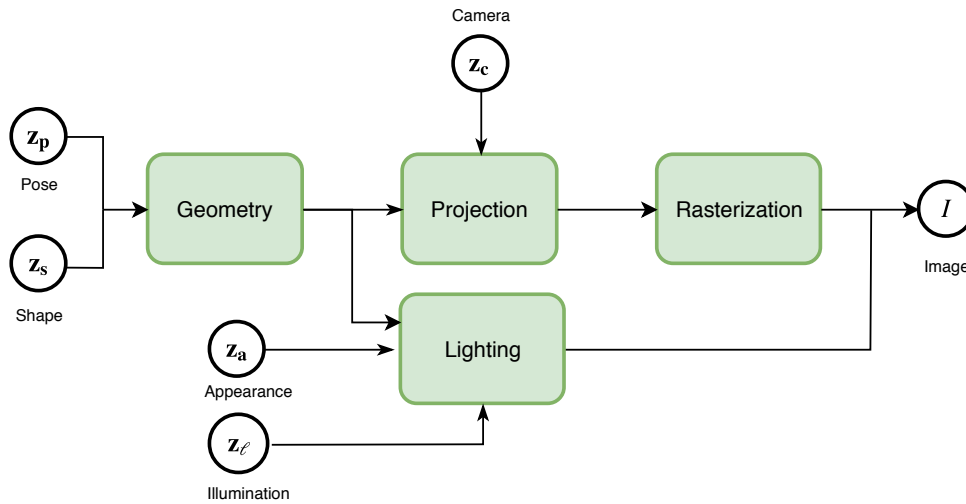 Camera
z_c
z_p
Pose
Geometry
Projection
Rasterization
I
Image
z_s
Shape
z_a
Appearance
Lighting
z_ℓ
Illumination